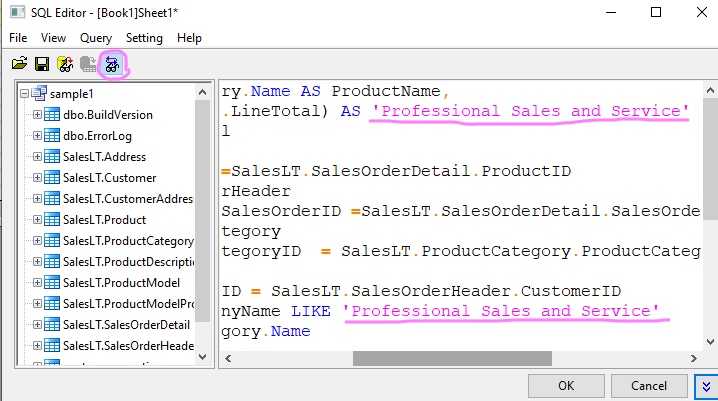 SQL Editor - [Book1]Sheet1*
File View Query Setting Help
sample1
dbo.BuildVersion
dbo.ErrorLog
SalesLT.Address
SalesLT.Customer
SalesLT.CustomerAddres
SalesLT.Product
SalesLT.ProductCategory
SalesLT.ProductDescripti
SalesLT.ProductModel
SalesLT.ProductModelPro
SalesLT.SalesOrderDetail
SalesLT.SalesOrderHeade
ry.Name AS ProductName,
.LineTotal) AS 'Professional Sales and Service'
l
=SalesLT.SalesOrderDetail.ProductID
rHeader
SalesOrderID =SalesLT.SalesOrderDetail.SalesOrde
tegory
tegoryID = SalesLT.ProductCategory.ProductCateg
ID = SalesLT.SalesOrderHeader.CustomerID
nyName LIKE 'Professional Sales and Service'
gory.Name
OK
Cancel